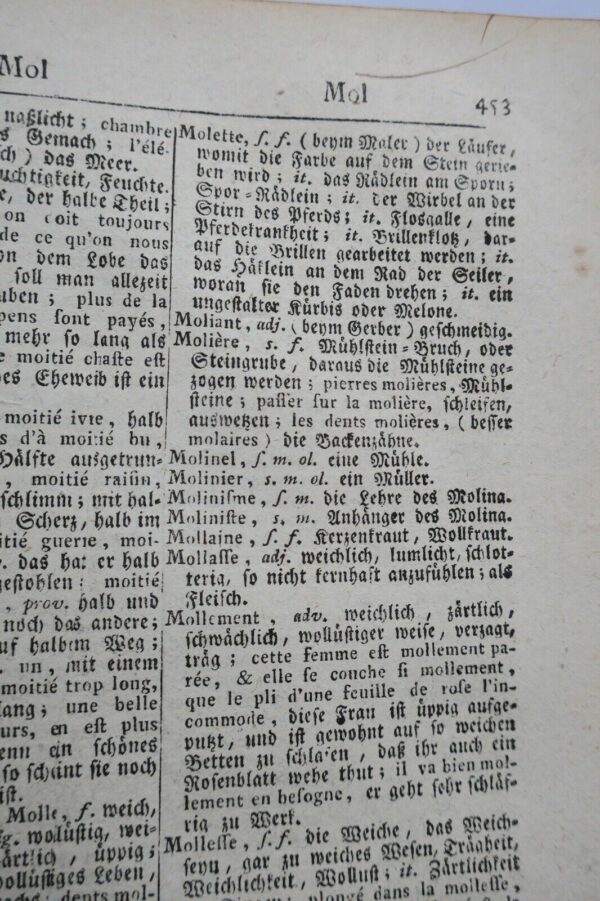 Mol
Mol
453
naßlicht; chambre
Gemach; l'élé-
das Meer.
uchtigkeit, Feuchte.
der halbe Theil;
on doit toujours
de ce qu'on nous
on dem Lobe das
soll man allezeit
uben; plus de la
pens sont payés,
mehr so lang als
e moitié chaste est
des Eheweib ist ein
moitié ivre, halb
s d'à moitié bu,
Hälfte ausgetrun-
, moitié raisin,
schlimm; mit hal-
Scherz, halb im
itié guerre, moi-
. das hat er halb
gestohlen: moitié
, prov. halb und
noch das andere;
uf halbem Weg;
un, mit einem
moitié trop long,
lang; une belle
urs, en est plus
enn ein schönes
so scheint sie noch
ist.
Molle, f. weich,
g. wollüstig, wei-
ärtlich, üppig;
wollüstiges Leben,
dents mol-
Molette, s. f. (beym Maler) der Läufer,
womit die Farbe auf dem Stein gerie-
ben wird; it. das Rädlein am Sporn;
Spor-Rädlein; it. der Wirbel an der
Stirn des Pferds; it. Flosgalle, eine
Pferdekrankheit; it. Brillenklotz, dar-
auf die Brillen gearbeitet werden; it.
das Häklein an dem Rad der Seiler,
woran sie den Faden drehen; it. ein
ungestalter Kürbis oder Melone.
Moliant, adj. (beym Gerber) geschmeidig.
Molière, s. f. Mühlstein-Bruch, oder
Steingrube, daraus die Mühlsteine ge-
zogen werden; pierres molières, Mühl-
steine; passer sur la molière, schleifen,
auswetzen; les dents molières, (besser
molaires) die Backenzähne.
Molinel, s. m. ol. eine Mühle.
Molinier, s. m. ol. ein Müller.
Molinisme, s. m. die Lehre des Molina.
Moliniste, s. m. Anhänger des Molina.
Mollaine, s. f. Kerzenkraut, Wollkraut.
Mollasse, adj. weichlich, lumlicht, schlot-
terig, so nicht kernhaft anzufühlen; als
Fleisch.
Mollement, adv. weichlich, zärtlich,
schwächlich, wollüstiger weise, verzagt,
träg; cette femme est mollement pa-
rée, & elle se couche si mollement,
que le pli d'une feuille de rose l'in-
commode, diese Frau ist üppig aufge-
putzt, und ist gewohnt auf so weichen
Betten zu schlafen, daß ihr auch ein
Rosenblatt wehe thut; il va bien mol-
lement en besogne, er geht sehr schläf-
rig zu Werk.
Mollesse, s. f. die Weiche, das Weich-
seyn, gar zu weiches Wesen, Trägheit,
Weichlichkeit, Wollust; it. Zärtlichkeit
plongé dans la mollesse,